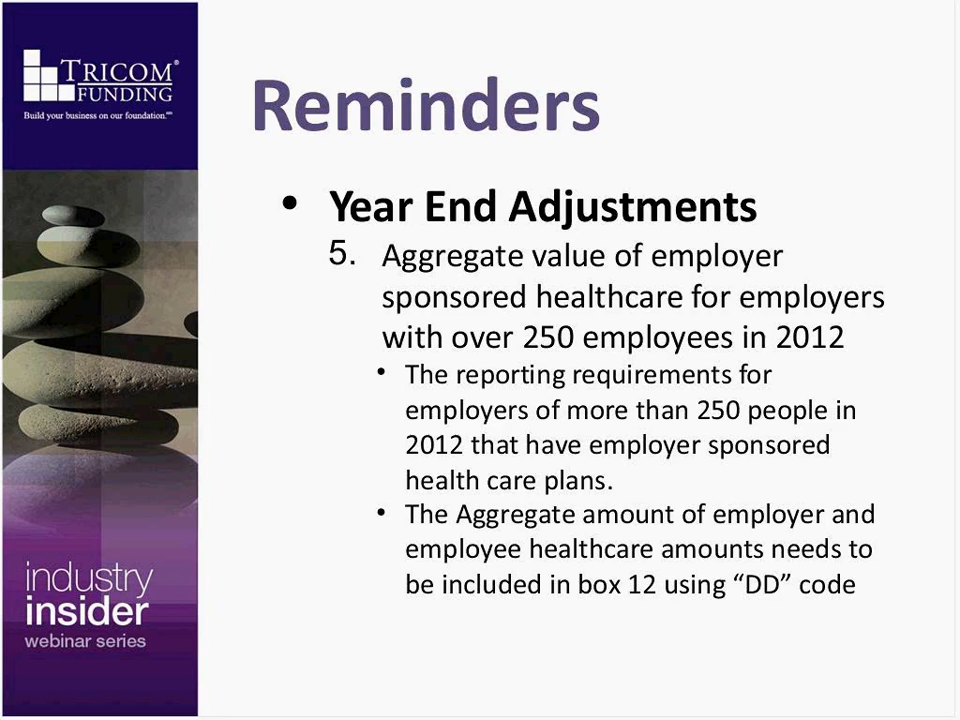 TRICOM®
FUNDING
Build your business on our foundation.℠
Reminders
• Year End Adjustments
5. Aggregate value of employer
sponsored healthcare for employers
with over 250 employees in 2012
• The reporting requirements for
employers of more than 250 people in
2012 that have employer sponsored
health care plans.
• The Aggregate amount of employer and
employee healthcare amounts needs to
be included in box 12 using “DD” code
industry
insider
webinar series